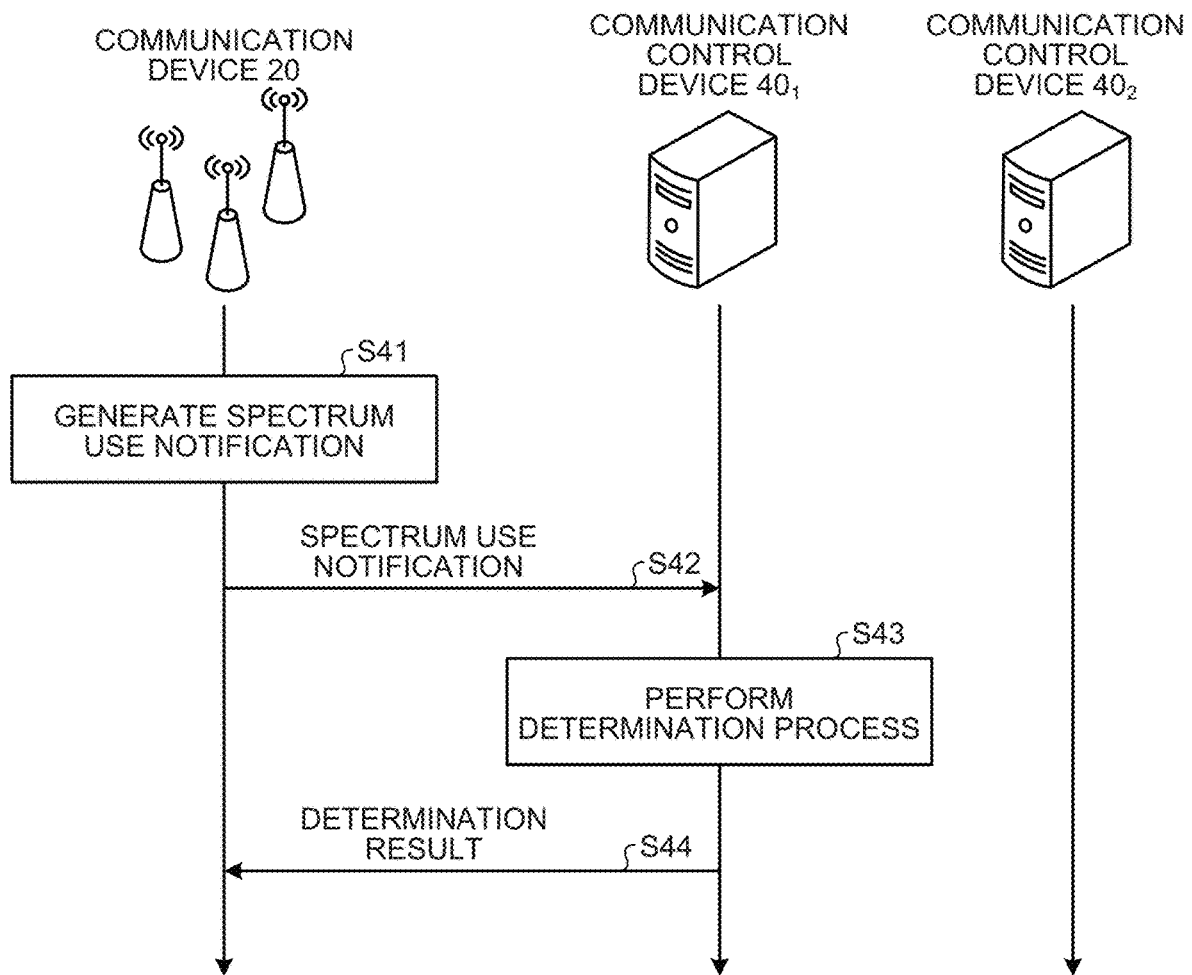 COMMUNICATION
DEVICE 20
COMMUNICATION
CONTROL
DEVICE 40₁
COMMUNICATION
CONTROL
DEVICE 40₂
S41
GENERATE SPECTRUM
USE NOTIFICATION
SPECTRUM USE
NOTIFICATION
S42
S43
PERFORM
DETERMINATION PROCESS
DETERMINATION
RESULT
S44